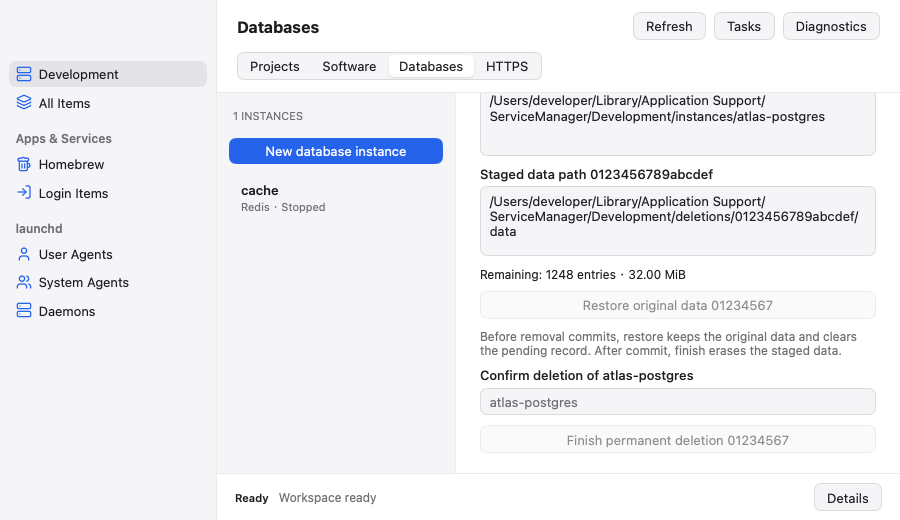 Databases
Refresh
Tasks
Diagnostics
Projects
Software
Databases
HTTPS
Development
All Items
Apps & Services
Homebrew
Login Items
launchd
User Agents
System Agents
Daemons
1 INSTANCES
New database instance
cache
Redis · Stopped
/Users/developer/Library/Application Support/
ServiceManager/Development/instances/atlas-postgres
Staged data path 0123456789abcdef
/Users/developer/Library/Application Support/
ServiceManager/Development/deletions/0123456789abcdef/
data
Remaining: 1248 entries · 32.00 MiB
Restore original data 01234567
Before removal commits, restore keeps the original data and clears
the pending record. After commit, finish erases the staged data.
Confirm deletion of atlas-postgres
atlas-postgres
Finish permanent deletion 01234567
Ready
Workspace ready
Details